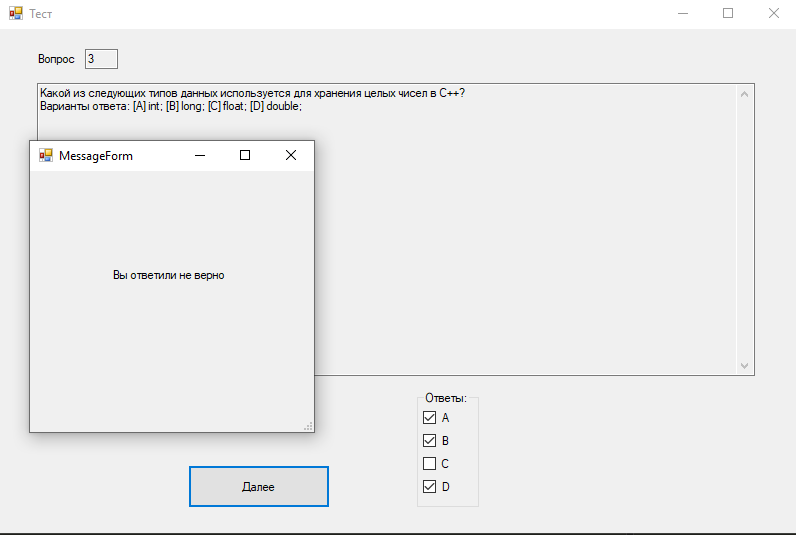 Тест
Вопрос 3
Какой из следующих типов данных используется для хранения целых чисел в C++?
Варианты ответа: [A] int; [B] long; [C] float; [D] double;
MessageForm
Вы ответили не верно
Ответы:
A
B
C
D
Далее